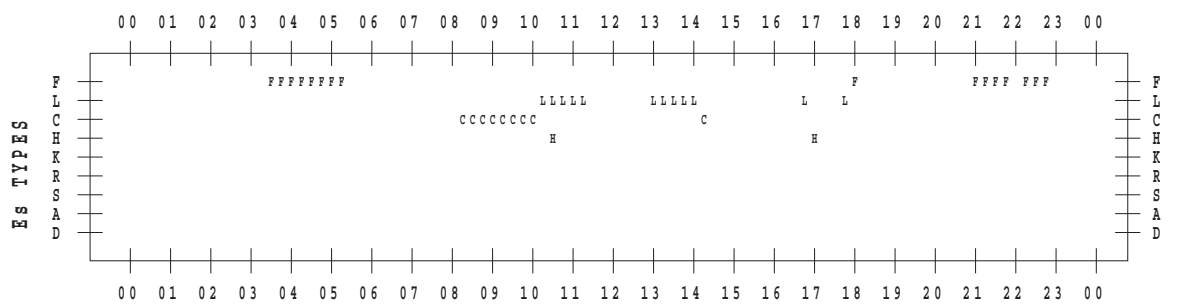 00 01 02 03 04 05 06 07 08 09 10 11 12 13 14 15 16 17 18 19 20 21 22 23 00
F FFFFFFFF F FFFF FFF F
L LLLLL LLLLL L L L
C CCCCCCCC C C
H H H H
K K
R R
S S
A A
D D
Es TYPES
00 01 02 03 04 05 06 07 08 09 10 11 12 13 14 15 16 17 18 19 20 21 22 23 00